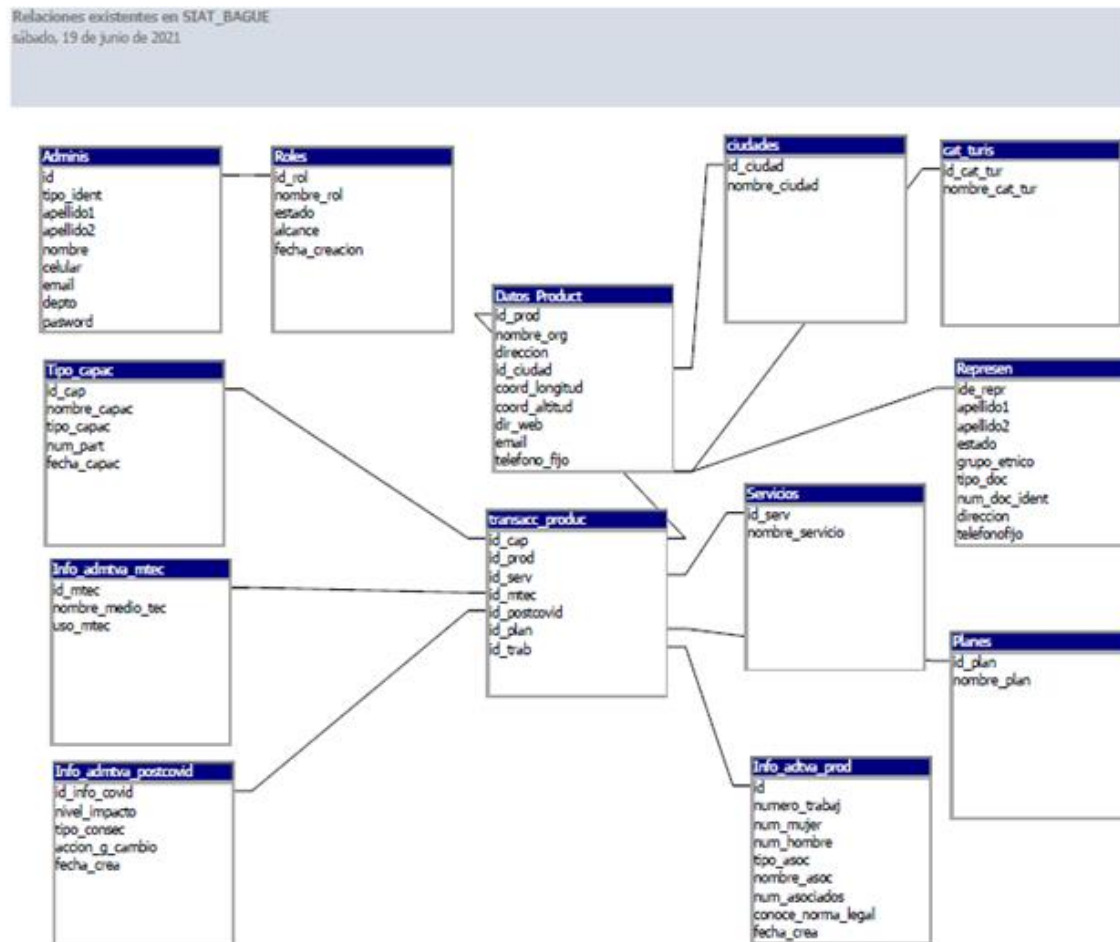 Relaciones existentes en SIAT_BAGUE
sábado, 19 de junio de 2021
Adminis
id
tipo_ident
apellido1
apellido2
nombre
celular
email
depto
pasword
Roles
id_rol
nombre_rol
estado
alcance
fecha_creacion
ciudades
id_ciudad
nombre_ciudad
cat_turis
id_cat_tur
nombre_cat_tur
Datos_Product
id_prod
nombre_org
direccion
id_ciudad
coord_longitud
coord_altitud
dir_web
email
telefono_fijo
Tipo_capac
id_cap
nombre_capac
tipo_capac
num_part
fecha_capac
Represen
ide_repr
apellido1
apellido2
estado
grupo_etnico
tipo_doc
num_doc_ident
direccion
telefonofijo
transacc_produc
id_cap
id_prod
id_serv
id_mtec
id_postcovid
id_plan
id_trab
Servicios
id_serv
nombre_servicio
Info_admtva_mtec
id_mtec
nombre_medio_tec
uso_mtec
Planes
id_plan
nombre_plan
Info_admtva_postcovid
id_info_covid
nivel_impacto
tipo_consec
accion_g_cambio
fecha_crea
Info_adtva_prod
id
numero_trabaj
num_mujer
num_hombre
tipo_asoc
nombre_asoc
num_asociados
conoce_norma_legal
fecha_crea